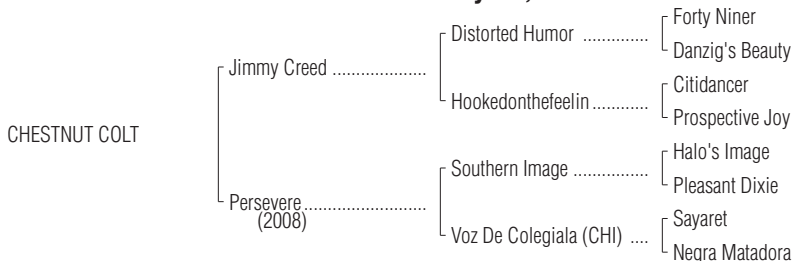 Forty Niner
Distorted Humor ..............
Danzig's Beauty
Jimmy Creed .....................
Citidancer
Hookedonthefeelin............
Prospective Joy
CHESTNUT COLT
Halo's Image
Southern Image ................
Pleasant Dixie
Persevere...........................
(2008)
Sayaret
Voz De Colegiala (CHI) ....
Negra Matadora